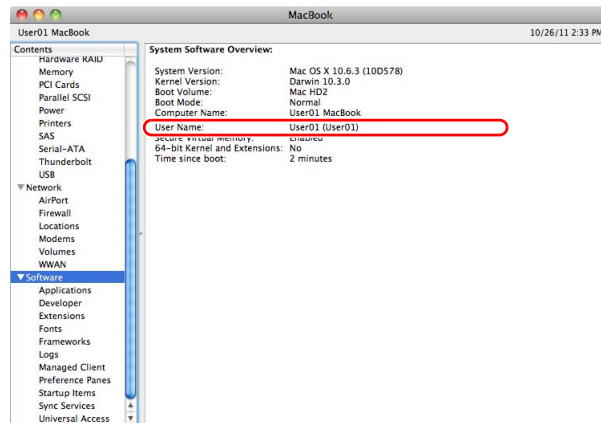 MacBook
User01 MacBook
10/26/11 2:33 PM
Contents
Hardware RAID
Memory
PCI Cards
Parallel SCSI
Power
Printers
SAS
Serial-ATA
Thunderbolt
USB
Network
AirPort
Firewall
Locations
Modems
Volumes
WWAN
Software
Applications
Developer
Extensions
Fonts
Frameworks
Logs
Managed Client
Preference Panes
Startup Items
Sync Services
Universal Access
System Software Overview:
System Version: Mac OS X 10.6.3 (10D578)
Kernel Version: Darwin 10.3.0
Boot Volume: Mac HD2
Boot Mode: Normal
Computer Name: User01 MacBook
User Name: User01 (User01)
Secure Virtual Memory: Enabled
64-bit Kernel and Extensions: No
Time since boot: 2 minutes